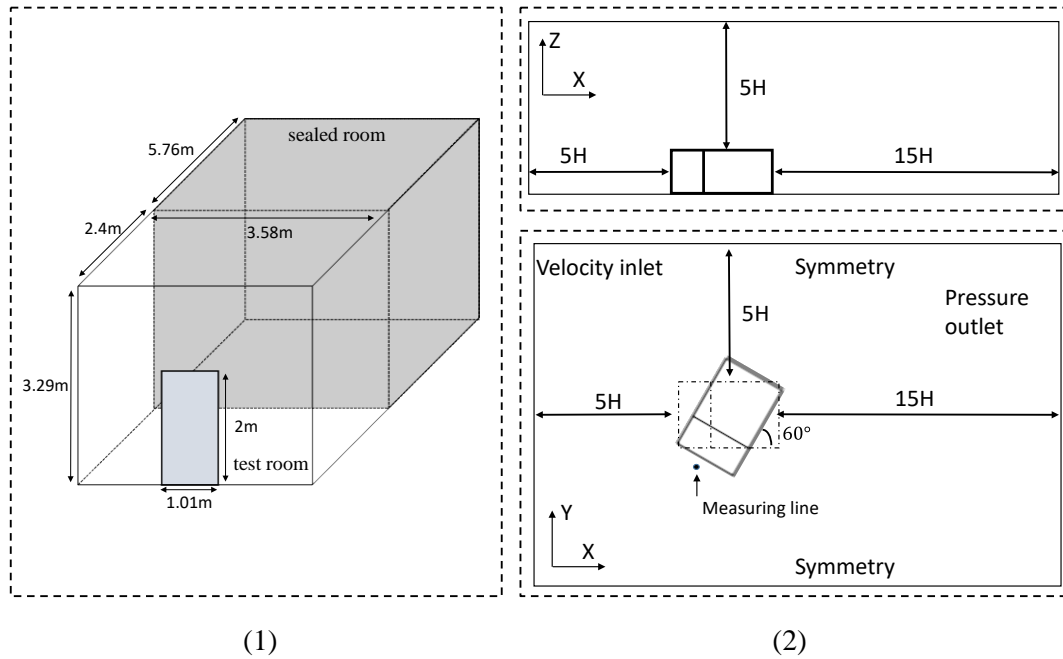 sealed room
5.76m
2.4m
3.58m
3.29m
2m
test room
1.01m
(1)
Z
X
5H
5H
15H
Velocity inlet
Symmetry
Pressure
outlet
5H
5H
15H
60°
Measuring line
Y
X
Symmetry
(2)